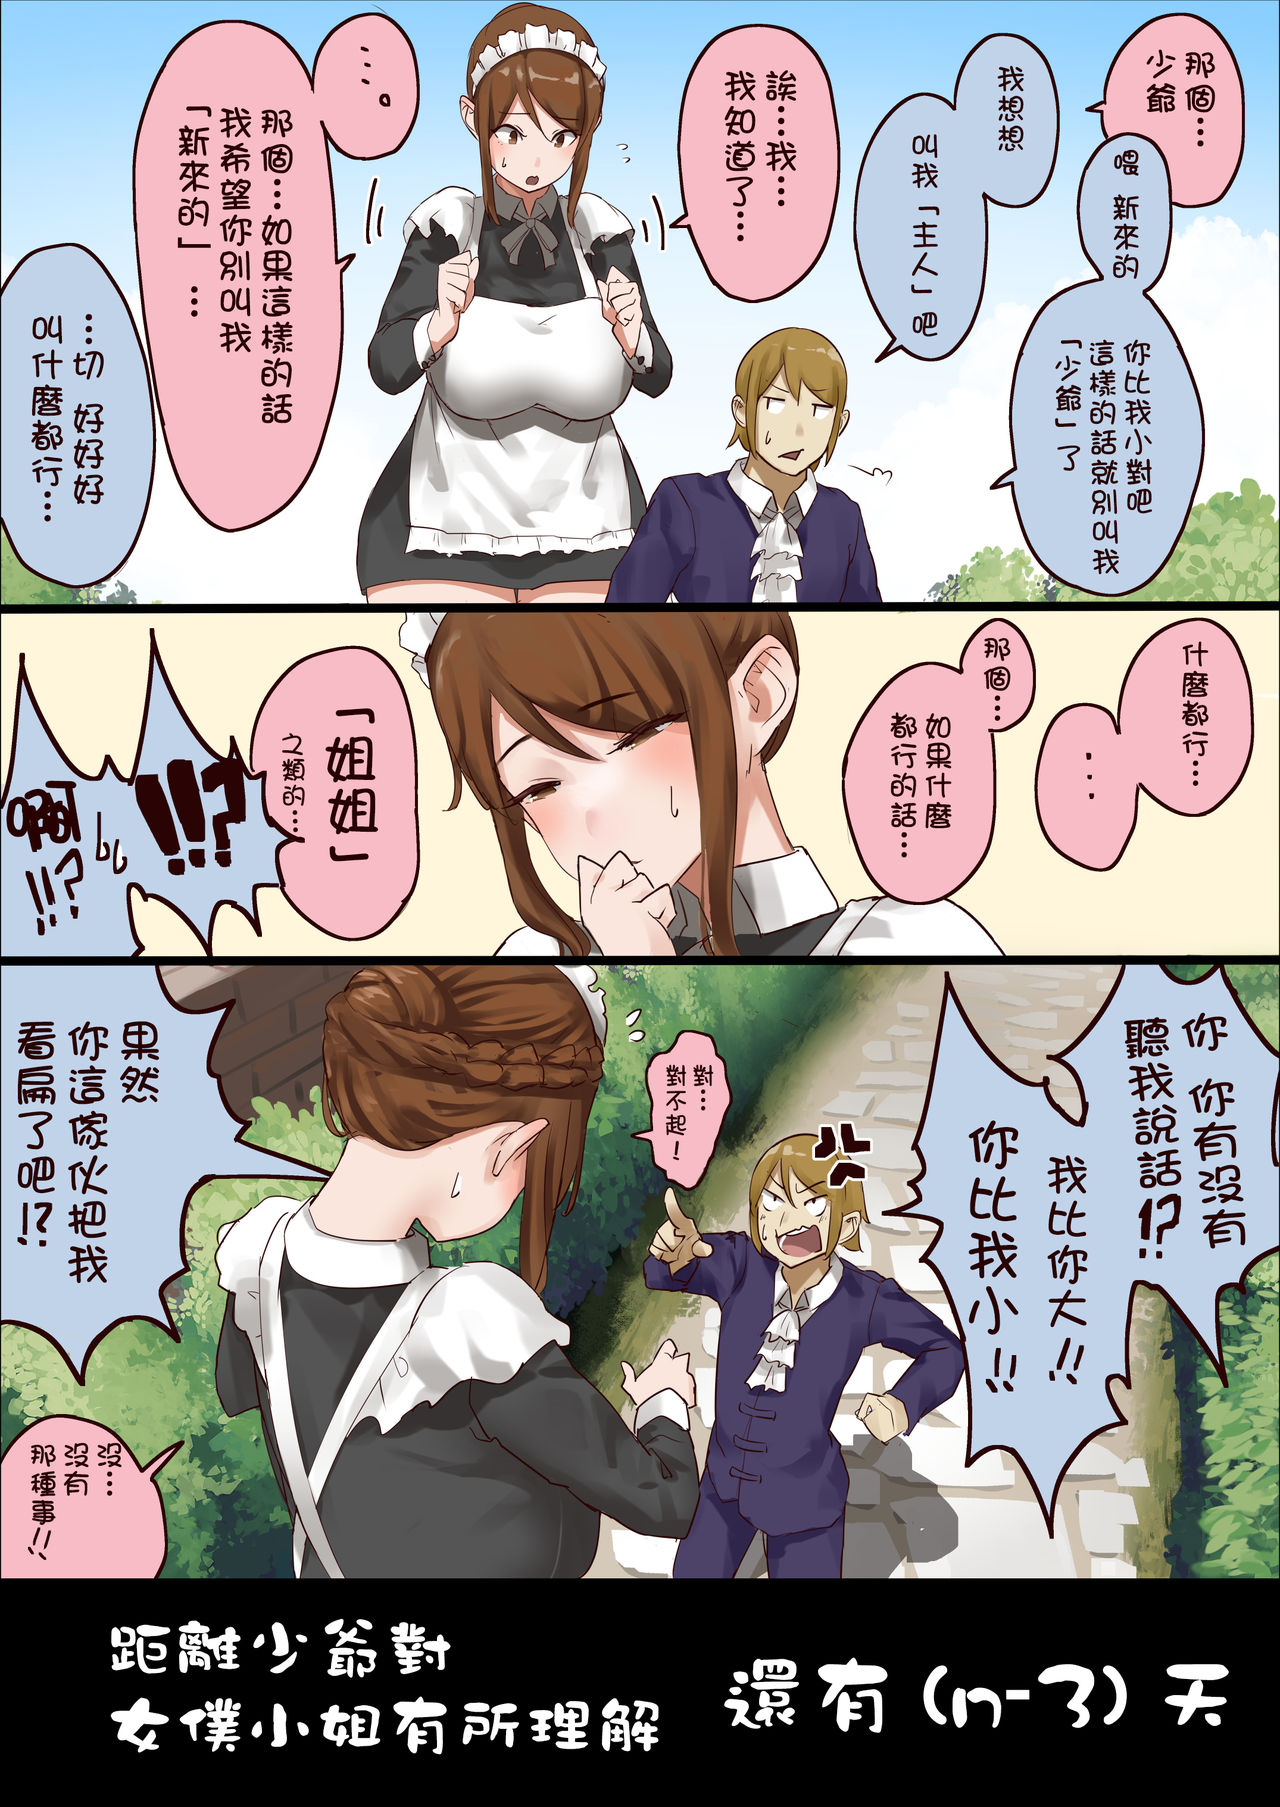 那個…
少爺
喂 新來的
你比我小對吧
這樣的話就別叫我
「少爺」了
我想想
叫我「主人」吧
誒…我…
我知道了…
…。
那個…如果這樣的話
我希望你別叫我
「新來的」…
…切 好好好
叫什麼都行…
什麼都行…
…
那個…
如果什麼
都行的話…
「姐姐」
之類的…
!!!?
啊
!!?
你 你有沒有
聽我說話!?
我比你大!!
你比我小!!
對…
對不起!
果然
你這傢伙把我
看扁了吧!?
沒…
沒有
那種事!!
還有(n-3)天
距離少爺對
女僕小姐有所理解